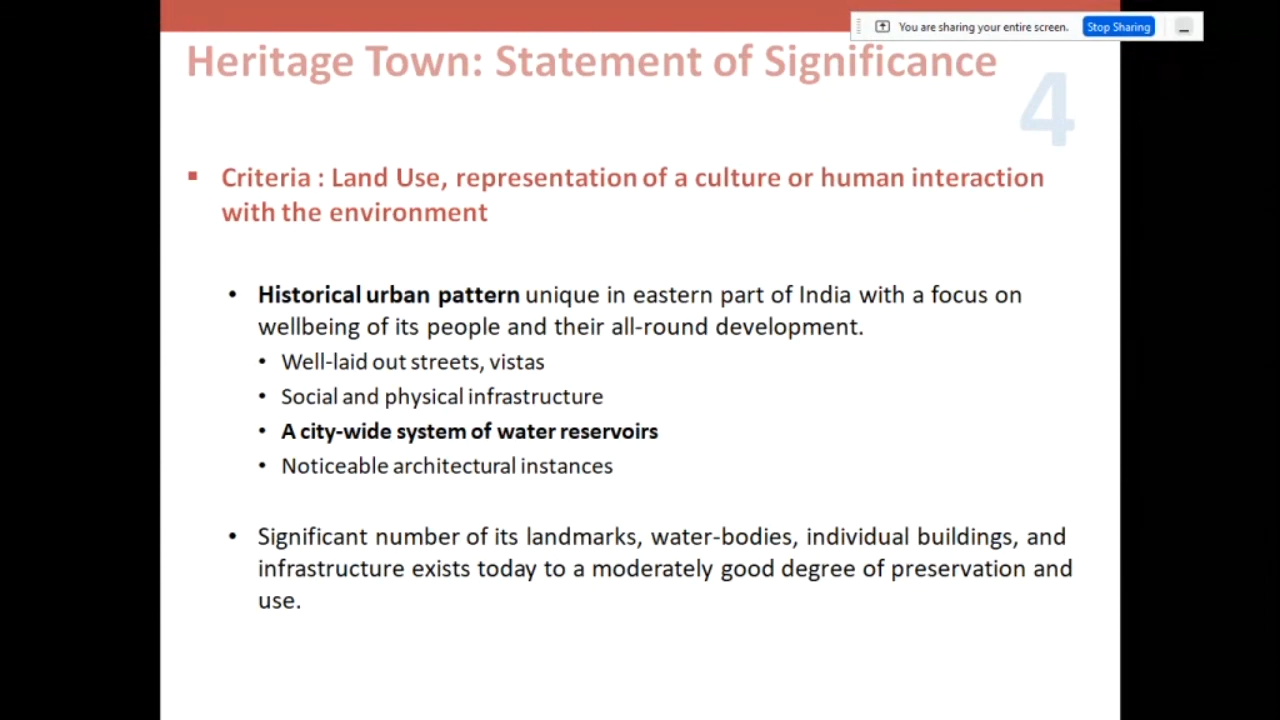 You are sharing your entire screen. Stop Sharing
Heritage Town: Statement of Significance
4
▪ Criteria : Land Use, representation of a culture or human interaction
with the environment
• Historical urban pattern unique in eastern part of India with a focus on
wellbeing of its people and their all-round development.
• Well-laid out streets, vistas
• Social and physical infrastructure
• A city-wide system of water reservoirs
• Noticeable architectural instances
• Significant number of its landmarks, water-bodies, individual buildings, and
infrastructure exists today to a moderately good degree of preservation and
use.